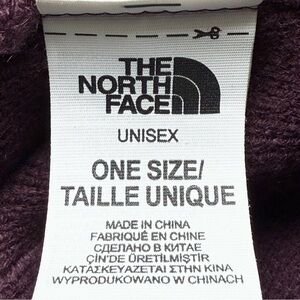 THE
NORTH
FACE
UNISEX
ONE SIZE/
TAILLE UNIQUE
MADE IN CHINA
FABRIQUÉ EN CHINE
СДЕЛАНО В КИТАЕ
ÇİN'DE ÜRETİLMİŞTİR
ΚΑΤΑΣΚΕΥΑΖΕΤΑΙ ΣΤΗΝ ΚΙΝΑ
WYPRODUKOWANO W CHINACH